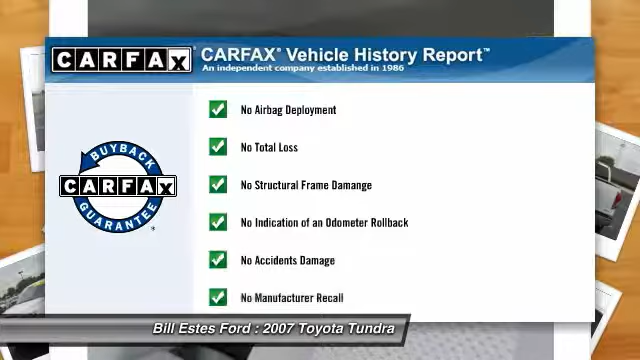 CARFAX CARFAX® Vehicle History Report™
An independent company established in 1986
No Airbag Deployment
No Total Loss
BUYBACK
CARFAX
GUARANTEE
*
No Structural Frame Damange
No Indication of an Odometer Rollback
No Accidents Damage
No Manufacturer Recall
Bill Estes Ford : 2007 Toyota Tundra